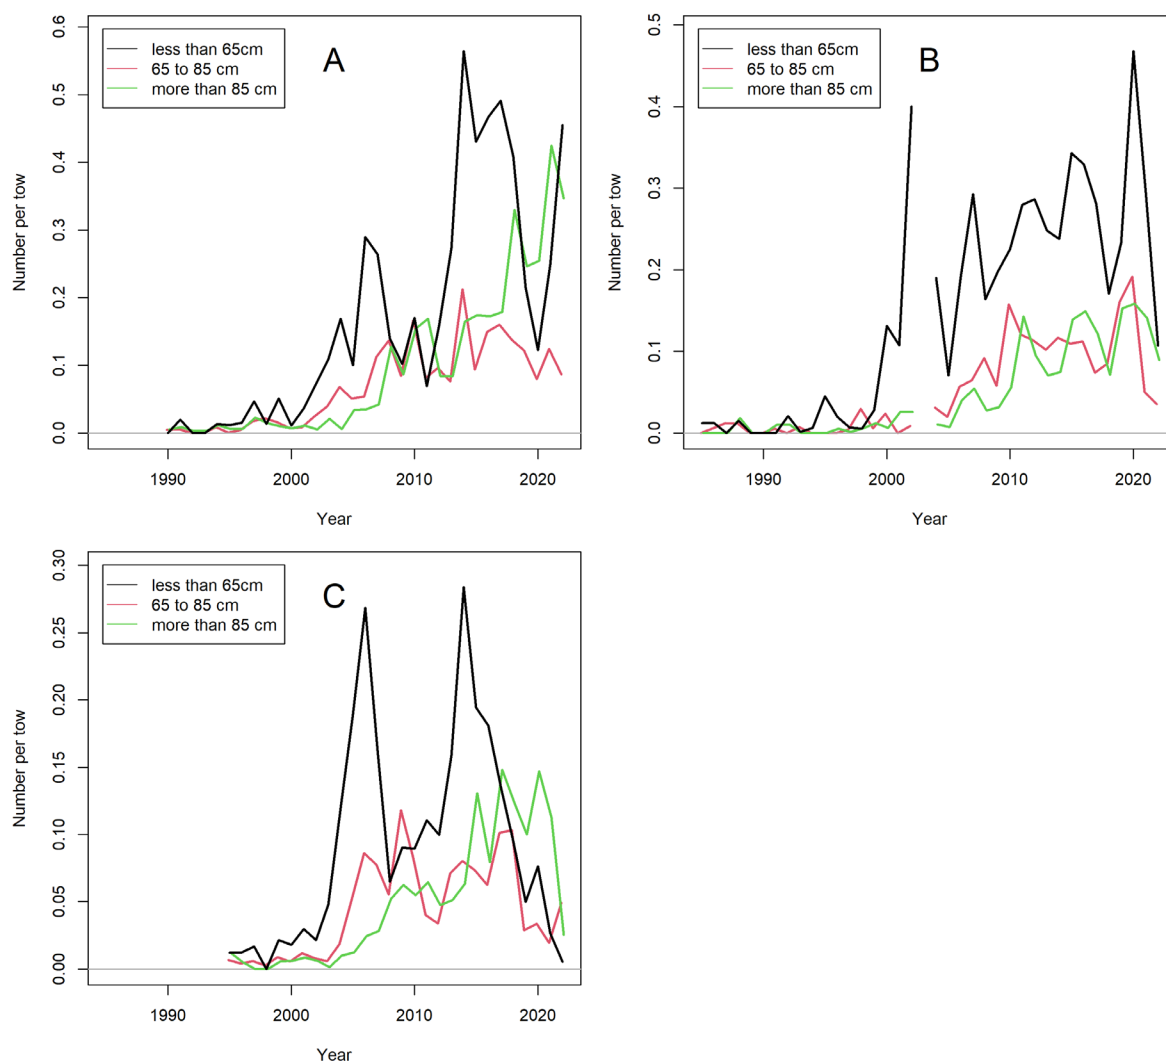 A
less than 65cm
65 to 85 cm
more than 85 cm
Number per tow
0.0 0.1 0.2 0.3 0.4 0.5 0.6
1990 2000 2010 2020
Year
B
less than 65cm
65 to 85 cm
more than 85 cm
Number per tow
0.0 0.1 0.2 0.3 0.4 0.5
1990 2000 2010 2020
Year
C
less than 65cm
65 to 85 cm
more than 85 cm
Number per tow
0.00 0.05 0.10 0.15 0.20 0.25 0.30
1990 2000 2010 2020
Year